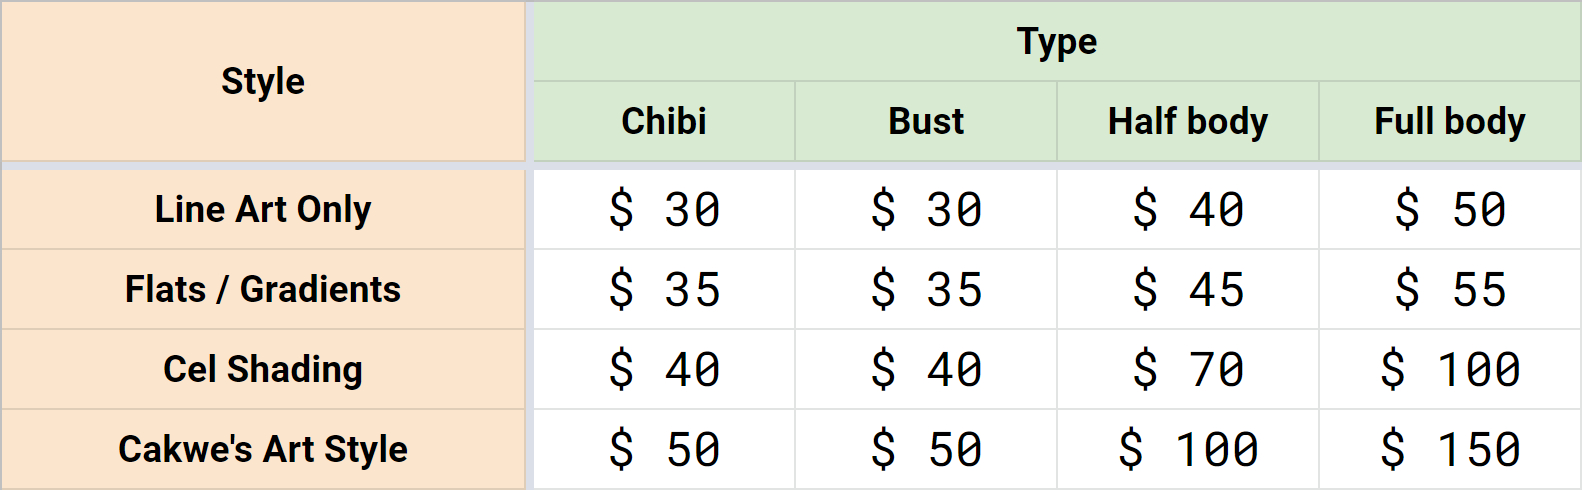 Style
Type
Chibi Bust Half body Full body
Line Art Only $ 30 $ 30 $ 40 $ 50
Flats / Gradients $ 35 $ 35 $ 45 $ 55
Cel Shading $ 40 $ 40 $ 70 $ 100
Cakwe's Art Style $ 50 $ 50 $ 100 $ 150